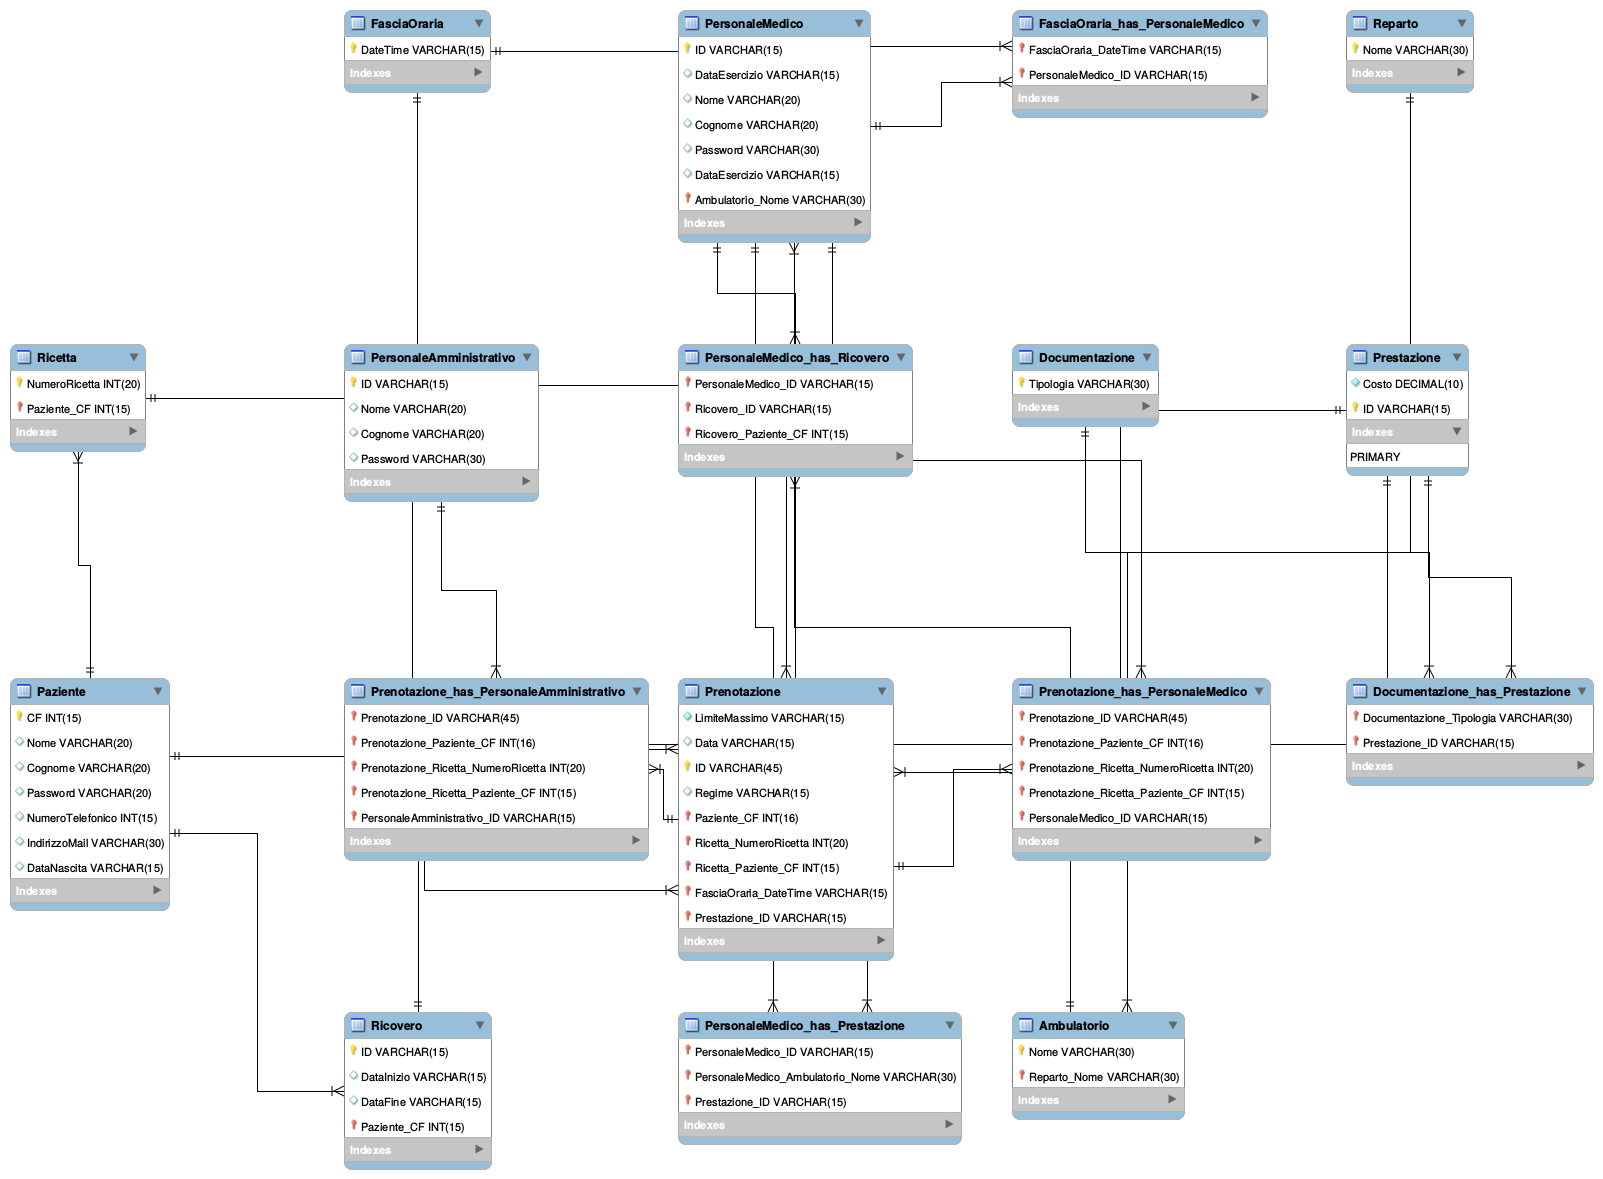 FasciaOraria
DateTime VARCHAR(15)
Indexes
PersonaleMedico
ID VARCHAR(15)
DataEsercizio VARCHAR(15)
Nome VARCHAR(20)
Cognome VARCHAR(20)
Password VARCHAR(30)
DataEsercizio VARCHAR(15)
Ambulatorio_Nome VARCHAR(30)
Indexes
FasciaOraria_has_PersonaleMedico
FasciaOraria_DateTime VARCHAR(15)
PersonaleMedico_ID VARCHAR(15)
Indexes
Reparto
Nome VARCHAR(30)
Indexes
Ricetta
NumeroRicetta INT(20)
Paziente_CF INT(15)
Indexes
PersonaleAmministrativo
ID VARCHAR(15)
Nome VARCHAR(20)
Cognome VARCHAR(20)
Password VARCHAR(30)
Indexes
PersonaleMedico_has_Ricovero
PersonaleMedico_ID VARCHAR(15)
Ricovero_ID VARCHAR(15)
Ricovero_Paziente_CF INT(15)
Indexes
Documentazione
Tipologia VARCHAR(30)
Indexes
Prestazione
Costo DECIMAL(10)
ID VARCHAR(15)
Indexes
PRIMARY
Paziente
CF INT(15)
Nome VARCHAR(20)
Cognome VARCHAR(20)
Password VARCHAR(20)
NumeroTelefonico INT(15)
IndirizzoMail VARCHAR(30)
DataNascita VARCHAR(15)
Indexes
Prenotazione_has_PersonaleAmministrativo
Prenotazione_ID VARCHAR(45)
Prenotazione_Paziente_CF INT(16)
Prenotazione_Ricetta_NumeroRicetta INT(20)
Prenotazione_Ricetta_Paziente_CF INT(15)
PersonaleAmministrativo_ID VARCHAR(15)
Indexes
Prenotazione
LimiteMassimo VARCHAR(15)
Data VARCHAR(15)
ID VARCHAR(45)
Regime VARCHAR(15)
Paziente_CF INT(16)
Ricetta_NumeroRicetta INT(20)
Ricetta_Paziente_CF INT(15)
FasciaOraria_DateTime VARCHAR(15)
Prestazione_ID VARCHAR(15)
Indexes
Prenotazione_has_PersonaleMedico
Prenotazione_ID VARCHAR(45)
Prenotazione_Paziente_CF INT(16)
Prenotazione_Ricetta_NumeroRicetta INT(20)
Prenotazione_Ricetta_Paziente_CF INT(15)
PersonaleMedico_ID VARCHAR(15)
Indexes
Documentazione_has_Prestazione
Documentazione_Tipologia VARCHAR(30)
Prestazione_ID VARCHAR(15)
Indexes
Ricovero
ID VARCHAR(15)
DataInizio VARCHAR(15)
DataFine VARCHAR(15)
Paziente_CF INT(15)
Indexes
PersonaleMedico_has_Prestazione
PersonaleMedico_ID VARCHAR(15)
PersonaleMedico_Ambulatorio_Nome VARCHAR(30)
Prestazione_ID VARCHAR(15)
Indexes
Ambulatorio
Nome VARCHAR(30)
Reparto_Nome VARCHAR(30)
Indexes